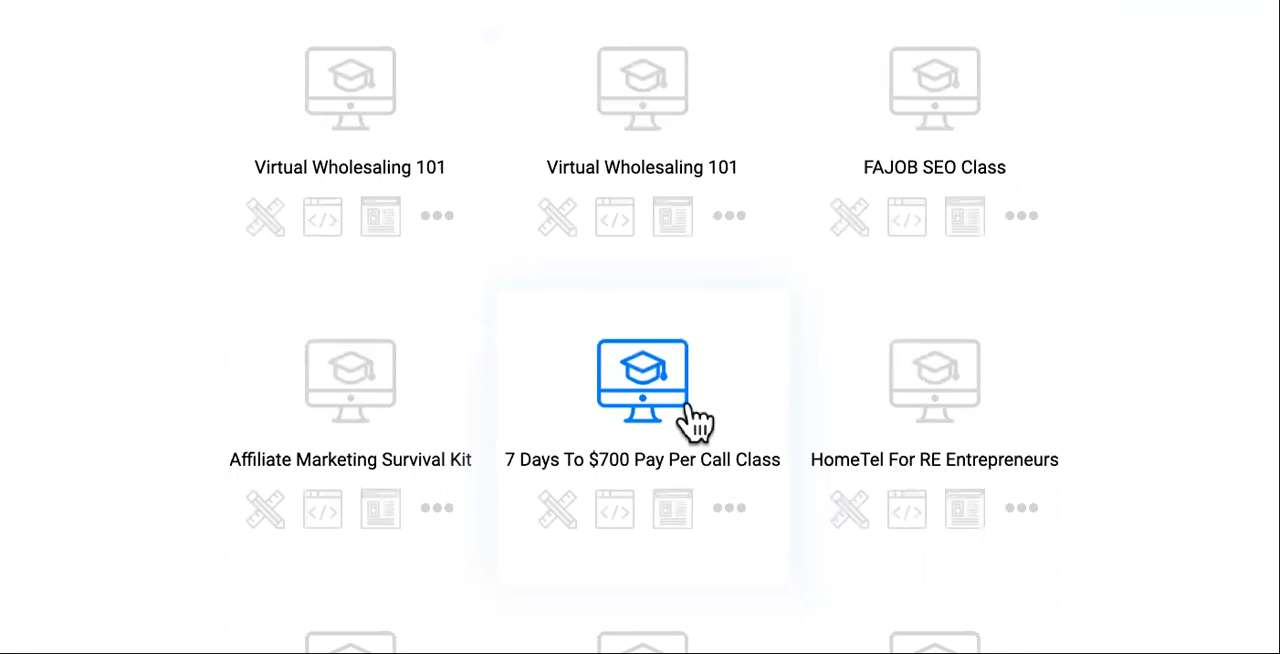 Virtual Wholesaling 101
Virtual Wholesaling 101
FAJOB SEO Class
Affiliate Marketing Survival Kit
7 Days To $700 Pay Per Call Class
HomeTel For RE Entrepreneurs